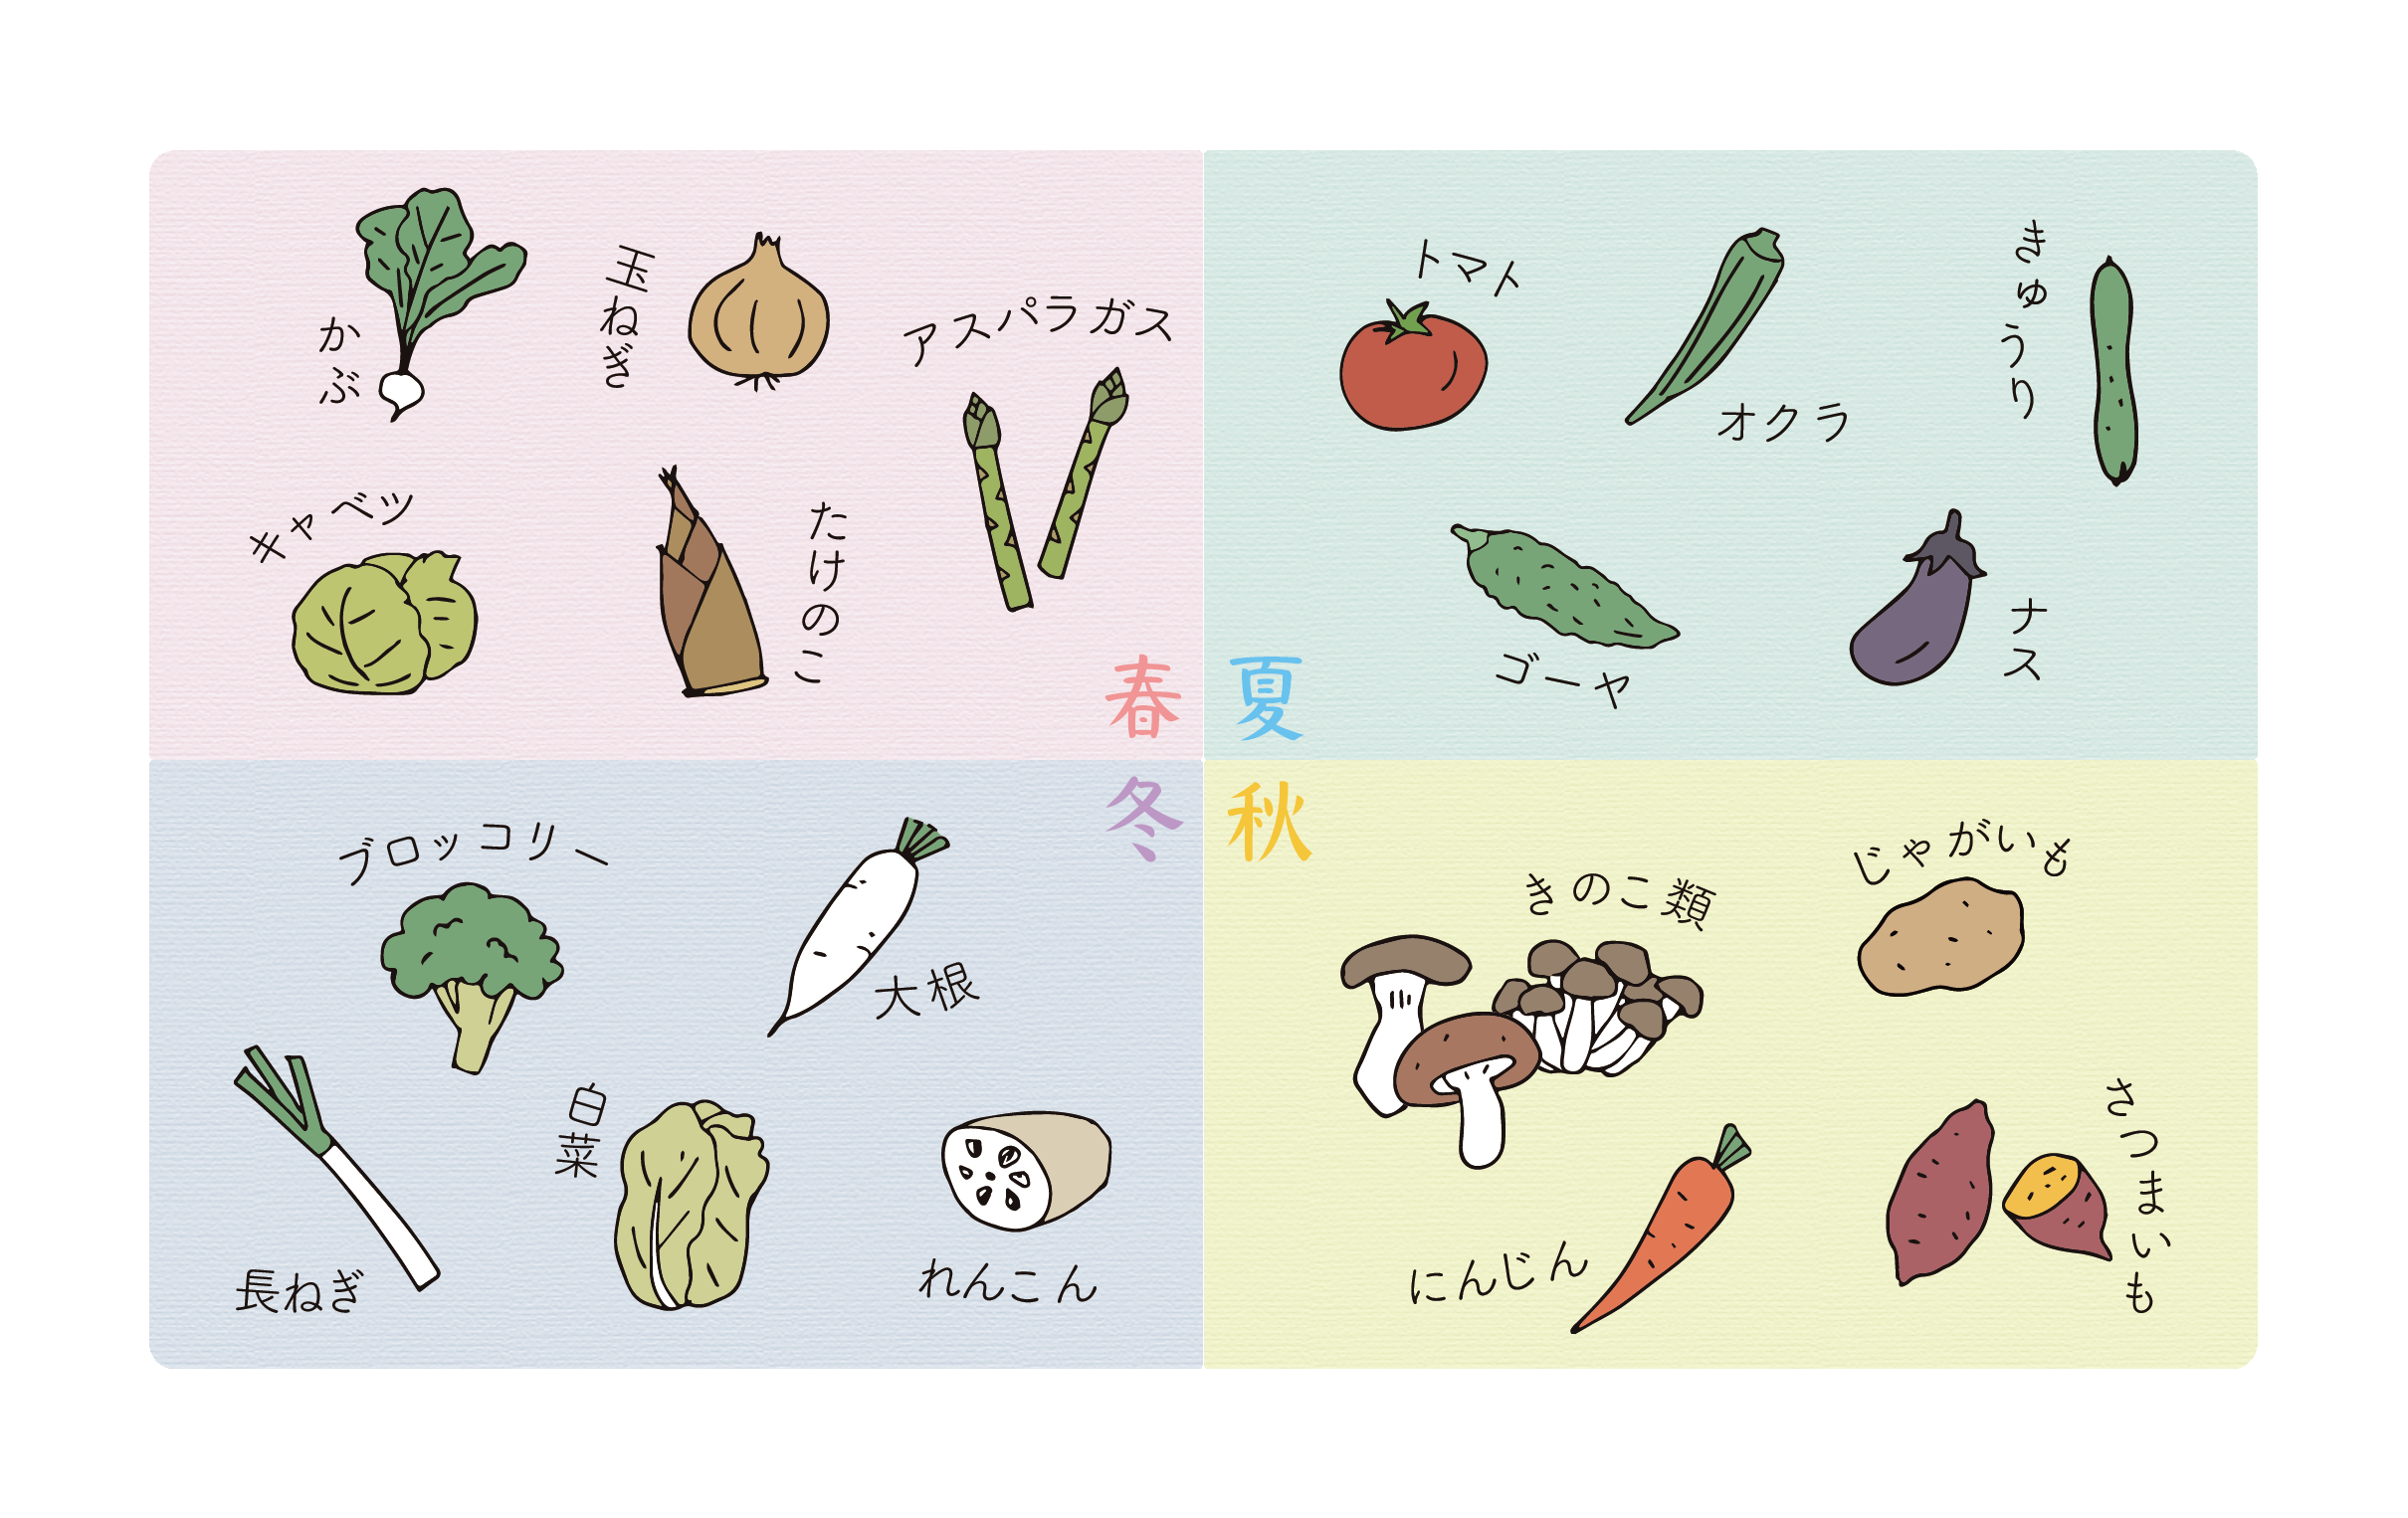 かぶ
玉ねぎ
アスパラガス
キャベツ
たけのこ
春
トマト
オクラ
きゅうり
ゴーヤ
ナス
夏
冬
ブロッコリー
大根
長ねぎ
白菜
れんこん
秋
きのこ類
じゃがいも
にんじん
さつまいも